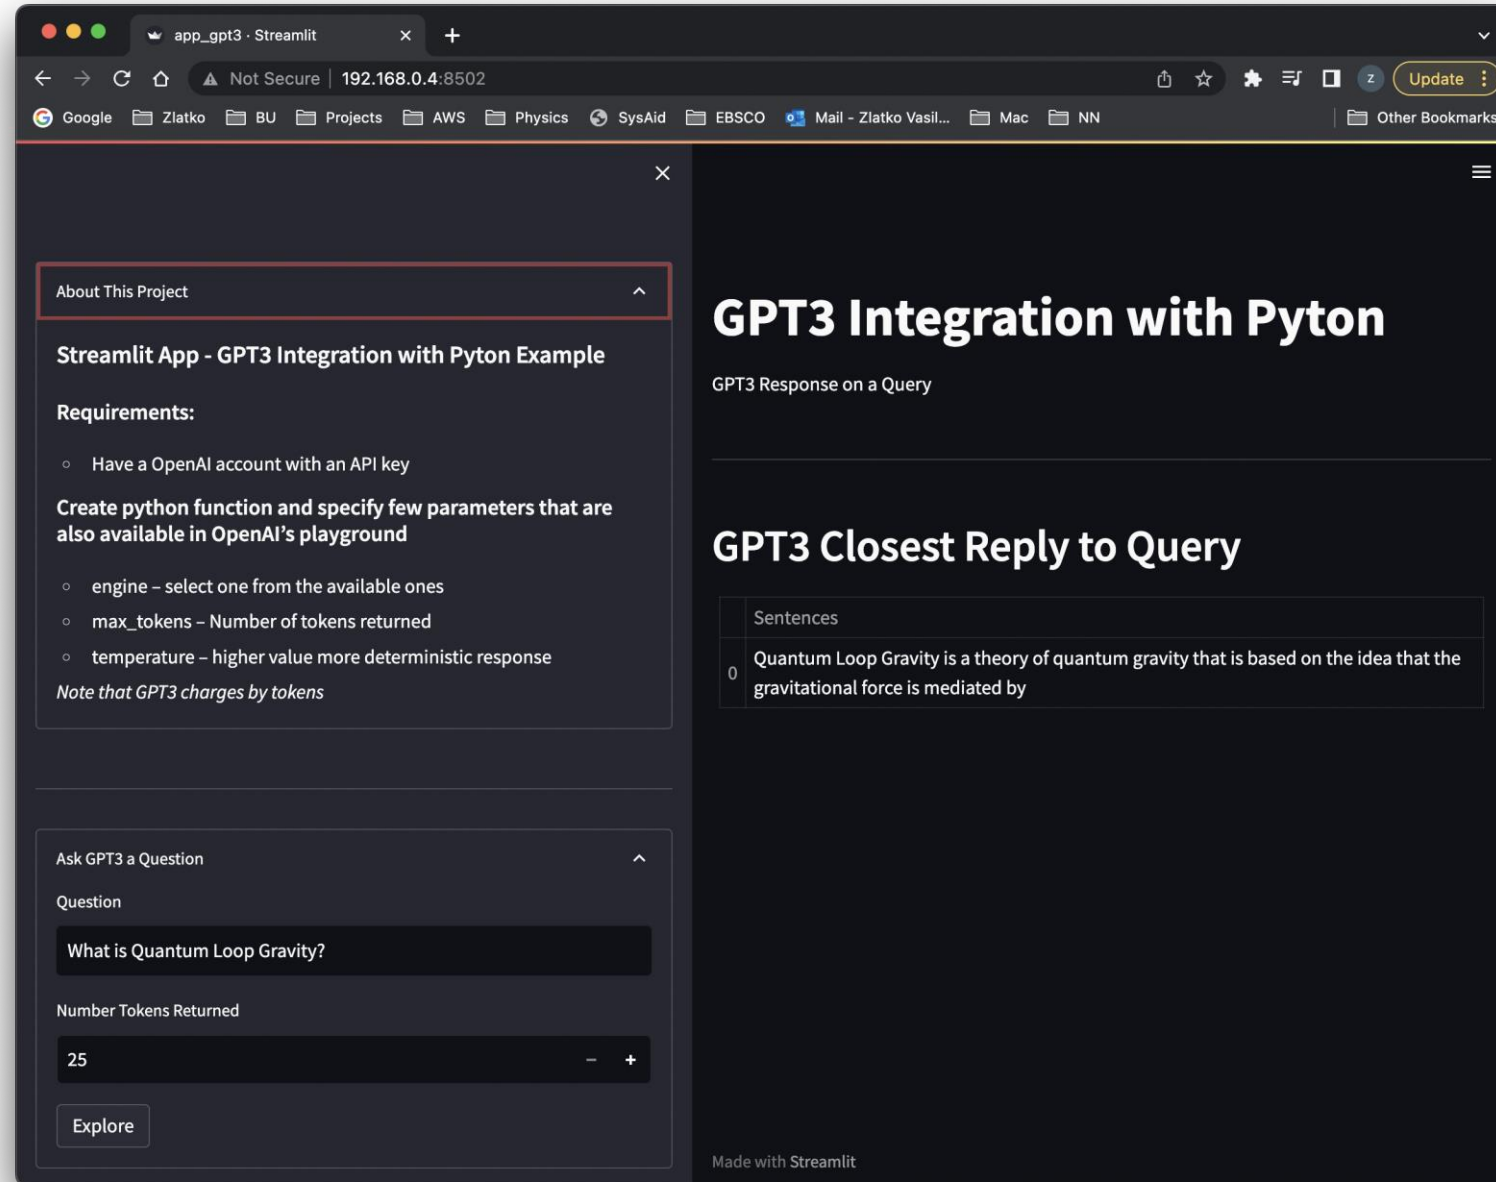 app_gpt3 · Streamlit
Not Secure | 192.168.0.4:8502
z
Update
Google Zlatko BU Projects AWS Physics SysAid EBSCO Mail - Zlatko Vasil... Mac NN Other Bookmarks
About This Project
Streamlit App - GPT3 Integration with Pyton Example
Requirements:
Have a OpenAI account with an API key
Create python function and specify few parameters that are
also available in OpenAI’s playground
engine – select one from the available ones
max_tokens – Number of tokens returned
temperature – higher value more deterministic response
Note that GPT3 charges by tokens
Ask GPT3 a Question
Question
What is Quantum Loop Gravity?
Number Tokens Returned
25 − +
Explore
GPT3 Integration with Pyton
GPT3 Response on a Query
GPT3 Closest Reply to Query
Sentences
0 Quantum Loop Gravity is a theory of quantum gravity that is based on the idea that the
gravitational force is mediated by
Made with Streamlit